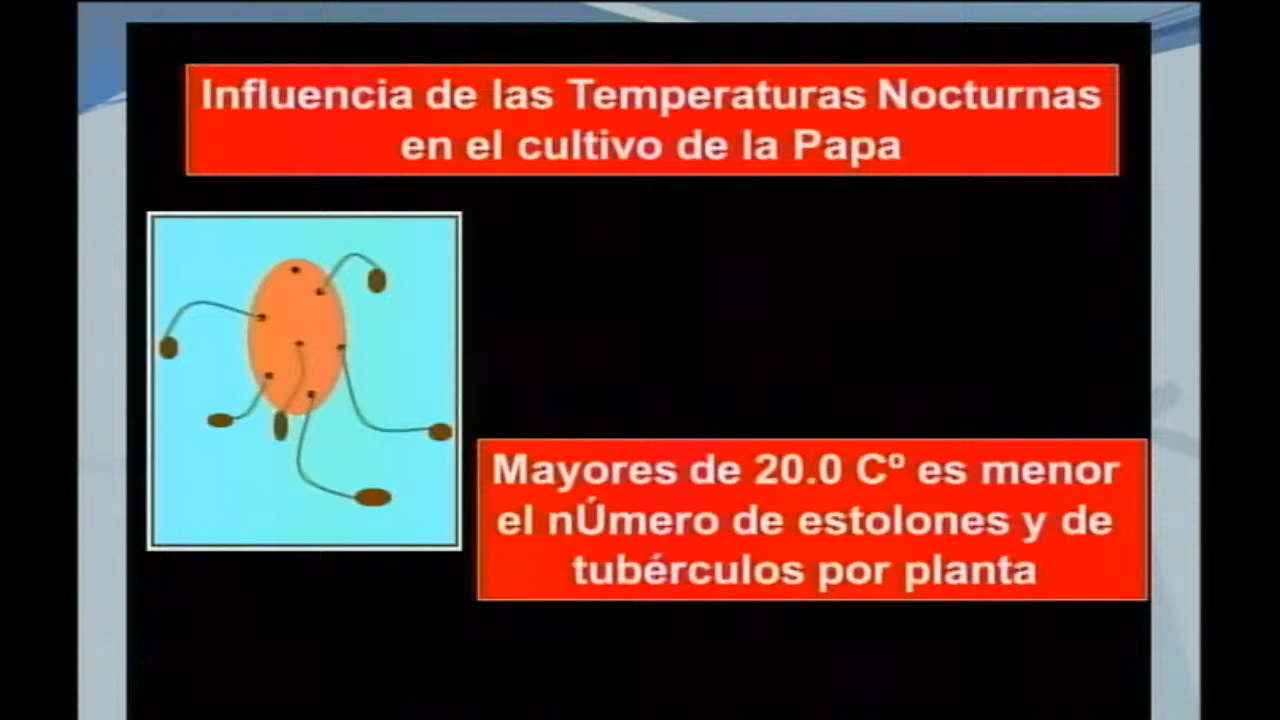 Influencia de las Temperaturas Nocturnas
en el cultivo de la Papa
Mayores de 20.0 Cº es menor
el nÚmero de estolones y de
tubérculos por planta